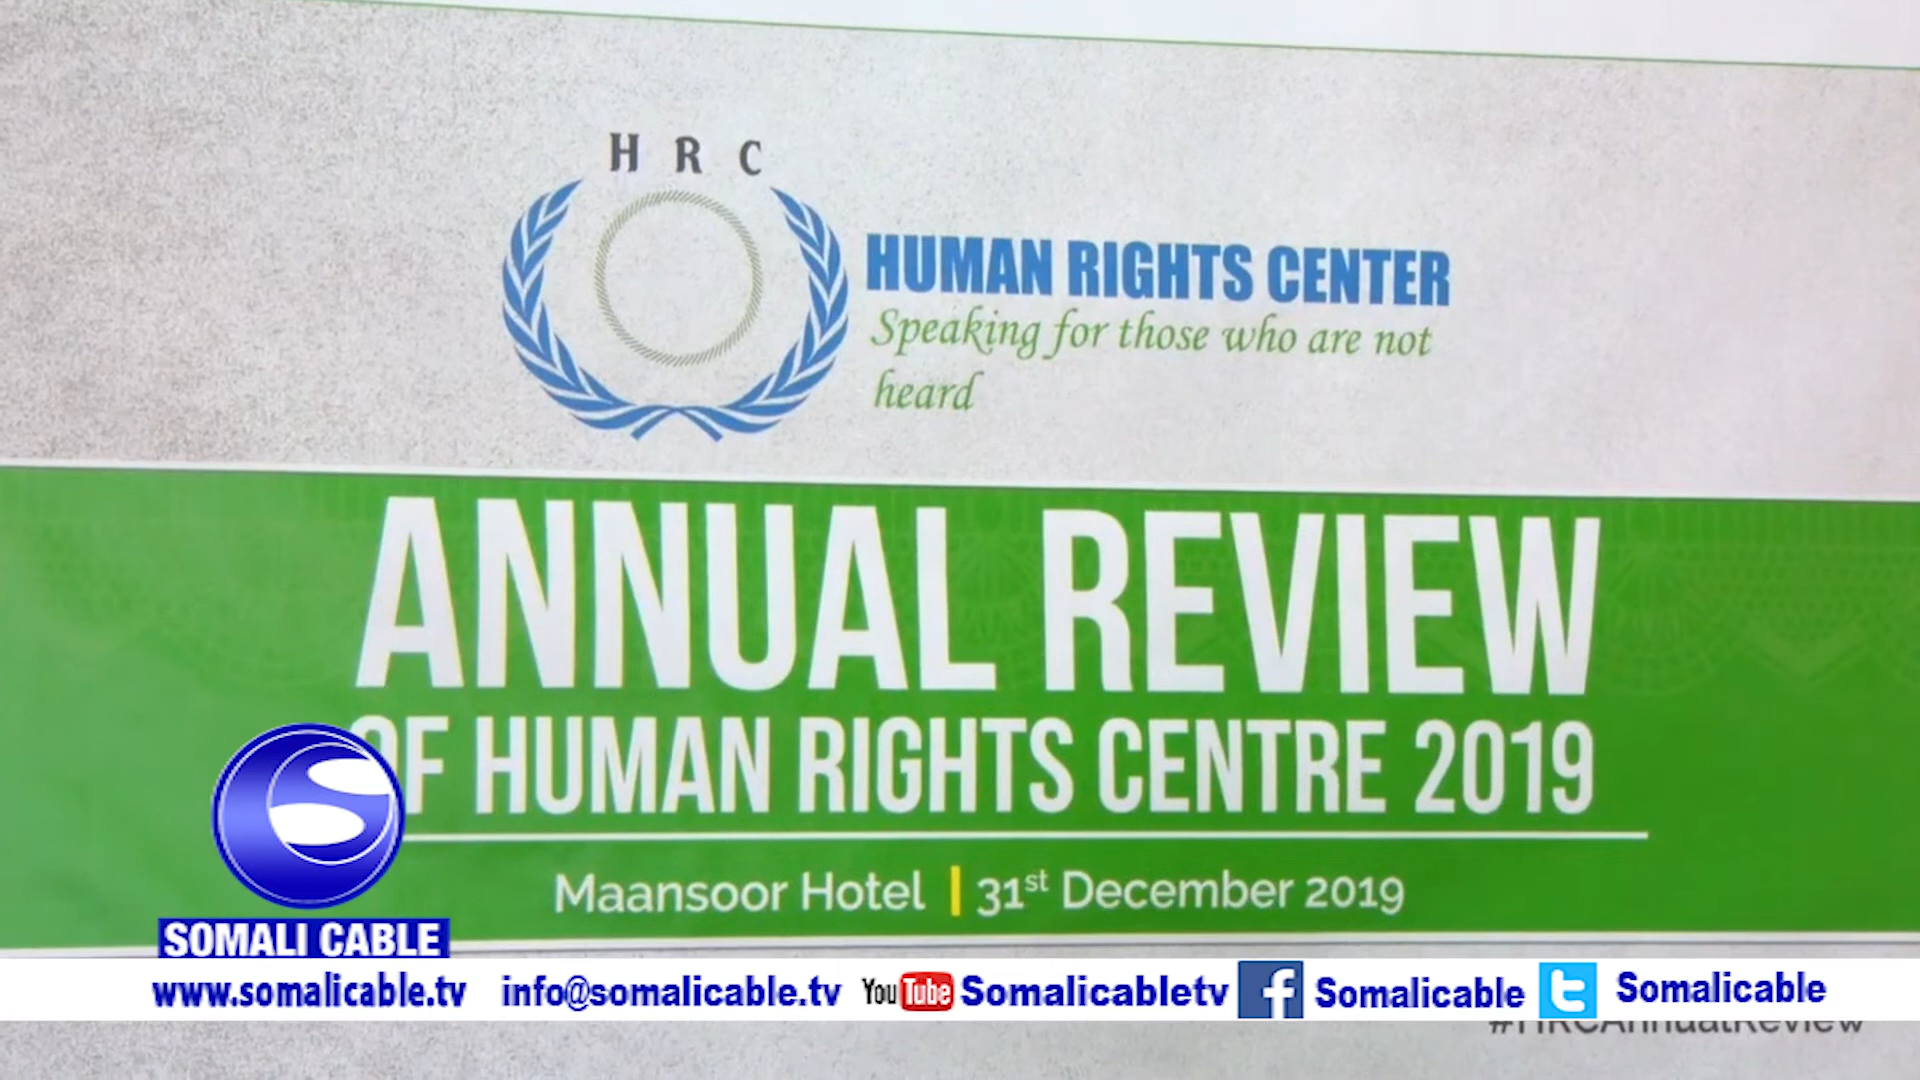 H R C
HUMAN RIGHTS CENTER
Speaking for those who are not
heard
ANNUAL REVIEW
OF HUMAN RIGHTS CENTRE 2019
Maansoor Hotel | 31st December 2019
SOMALI CABLE
www.somalicable.tv info@somalicable.tv YouTube Somalicabletv f Somalicable t Somalicable
#HRCAnnualReview